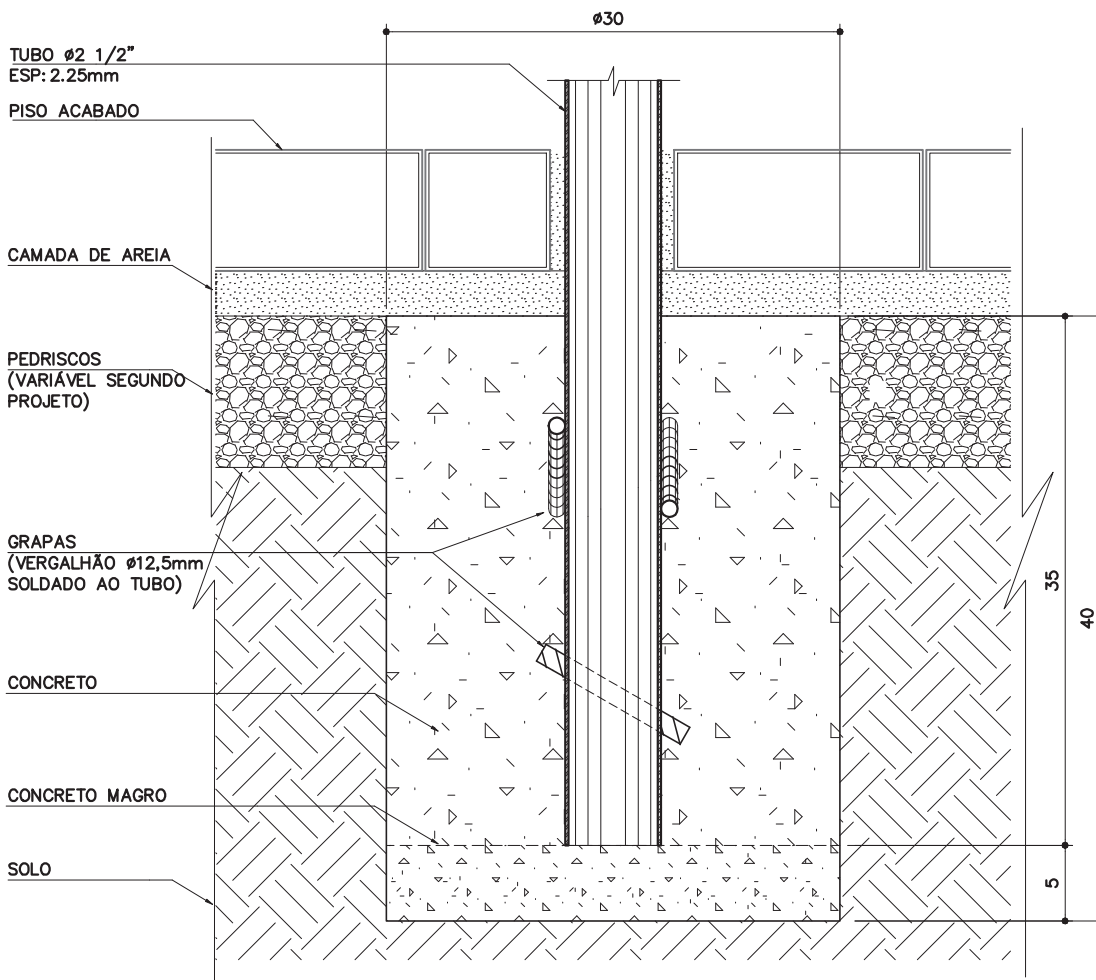 ø30
TUBO ø2 1/2"
ESP: 2.25mm
PISO ACABADO
CAMADA DE AREIA
PEDRISCOS
(VARIÁVEL SEGUNDO
PROJETO)
GRAPAS
(VERGALHÃO ø12,5mm
SOLDADO AO TUBO)
35
40
CONCRETO
CONCRETO MAGRO
SOLO
5